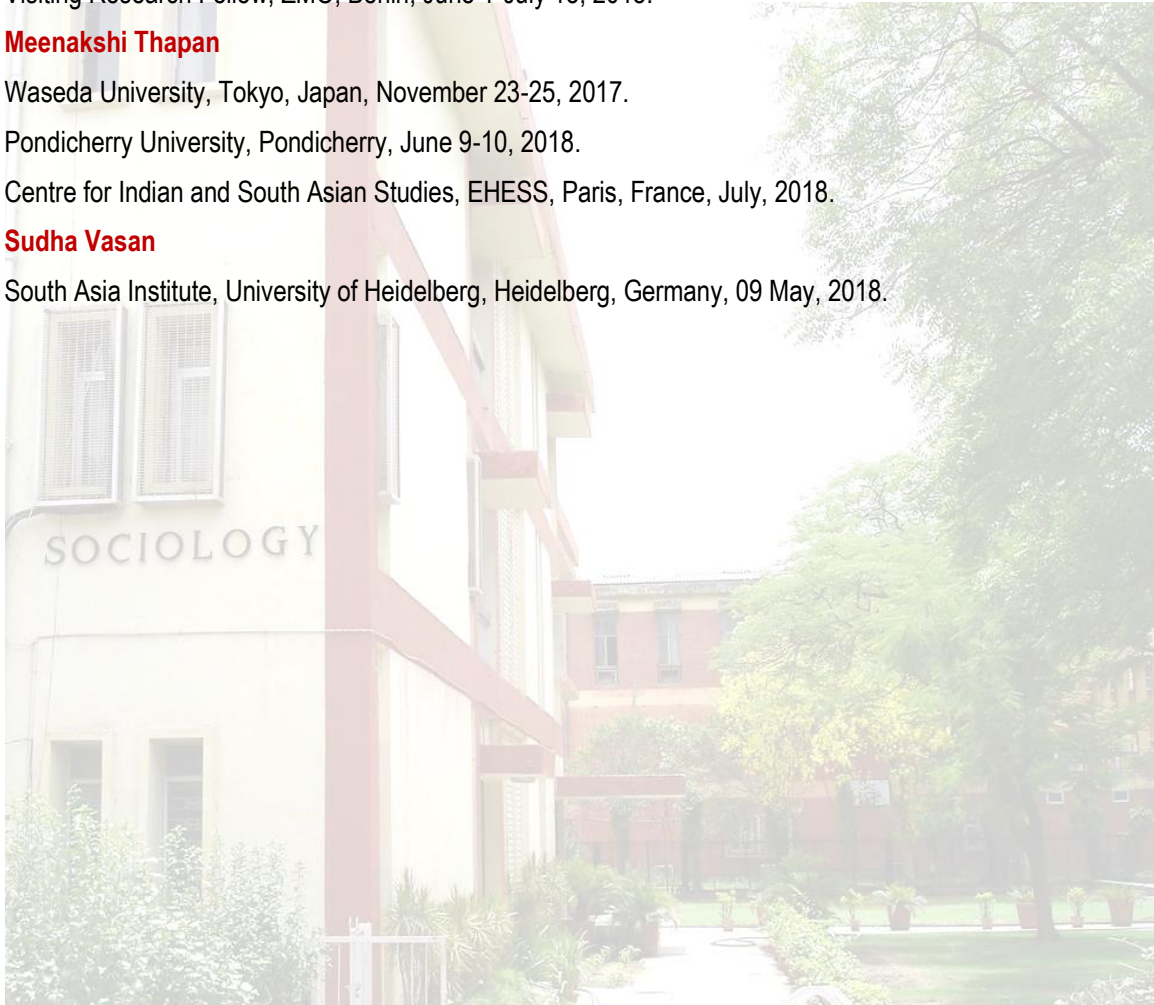 Meenakshi Thapan
Waseda University, Tokyo, Japan, November 23-25, 2017.
Pondicherry University, Pondicherry, June 9-10, 2018.
Centre for Indian and South Asian Studies, EHESS, Paris, France, July, 2018.
Sudha Vasan
South Asia Institute, University of Heidelberg, Heidelberg, Germany, 09 May, 2018.
SOCIOLOGY